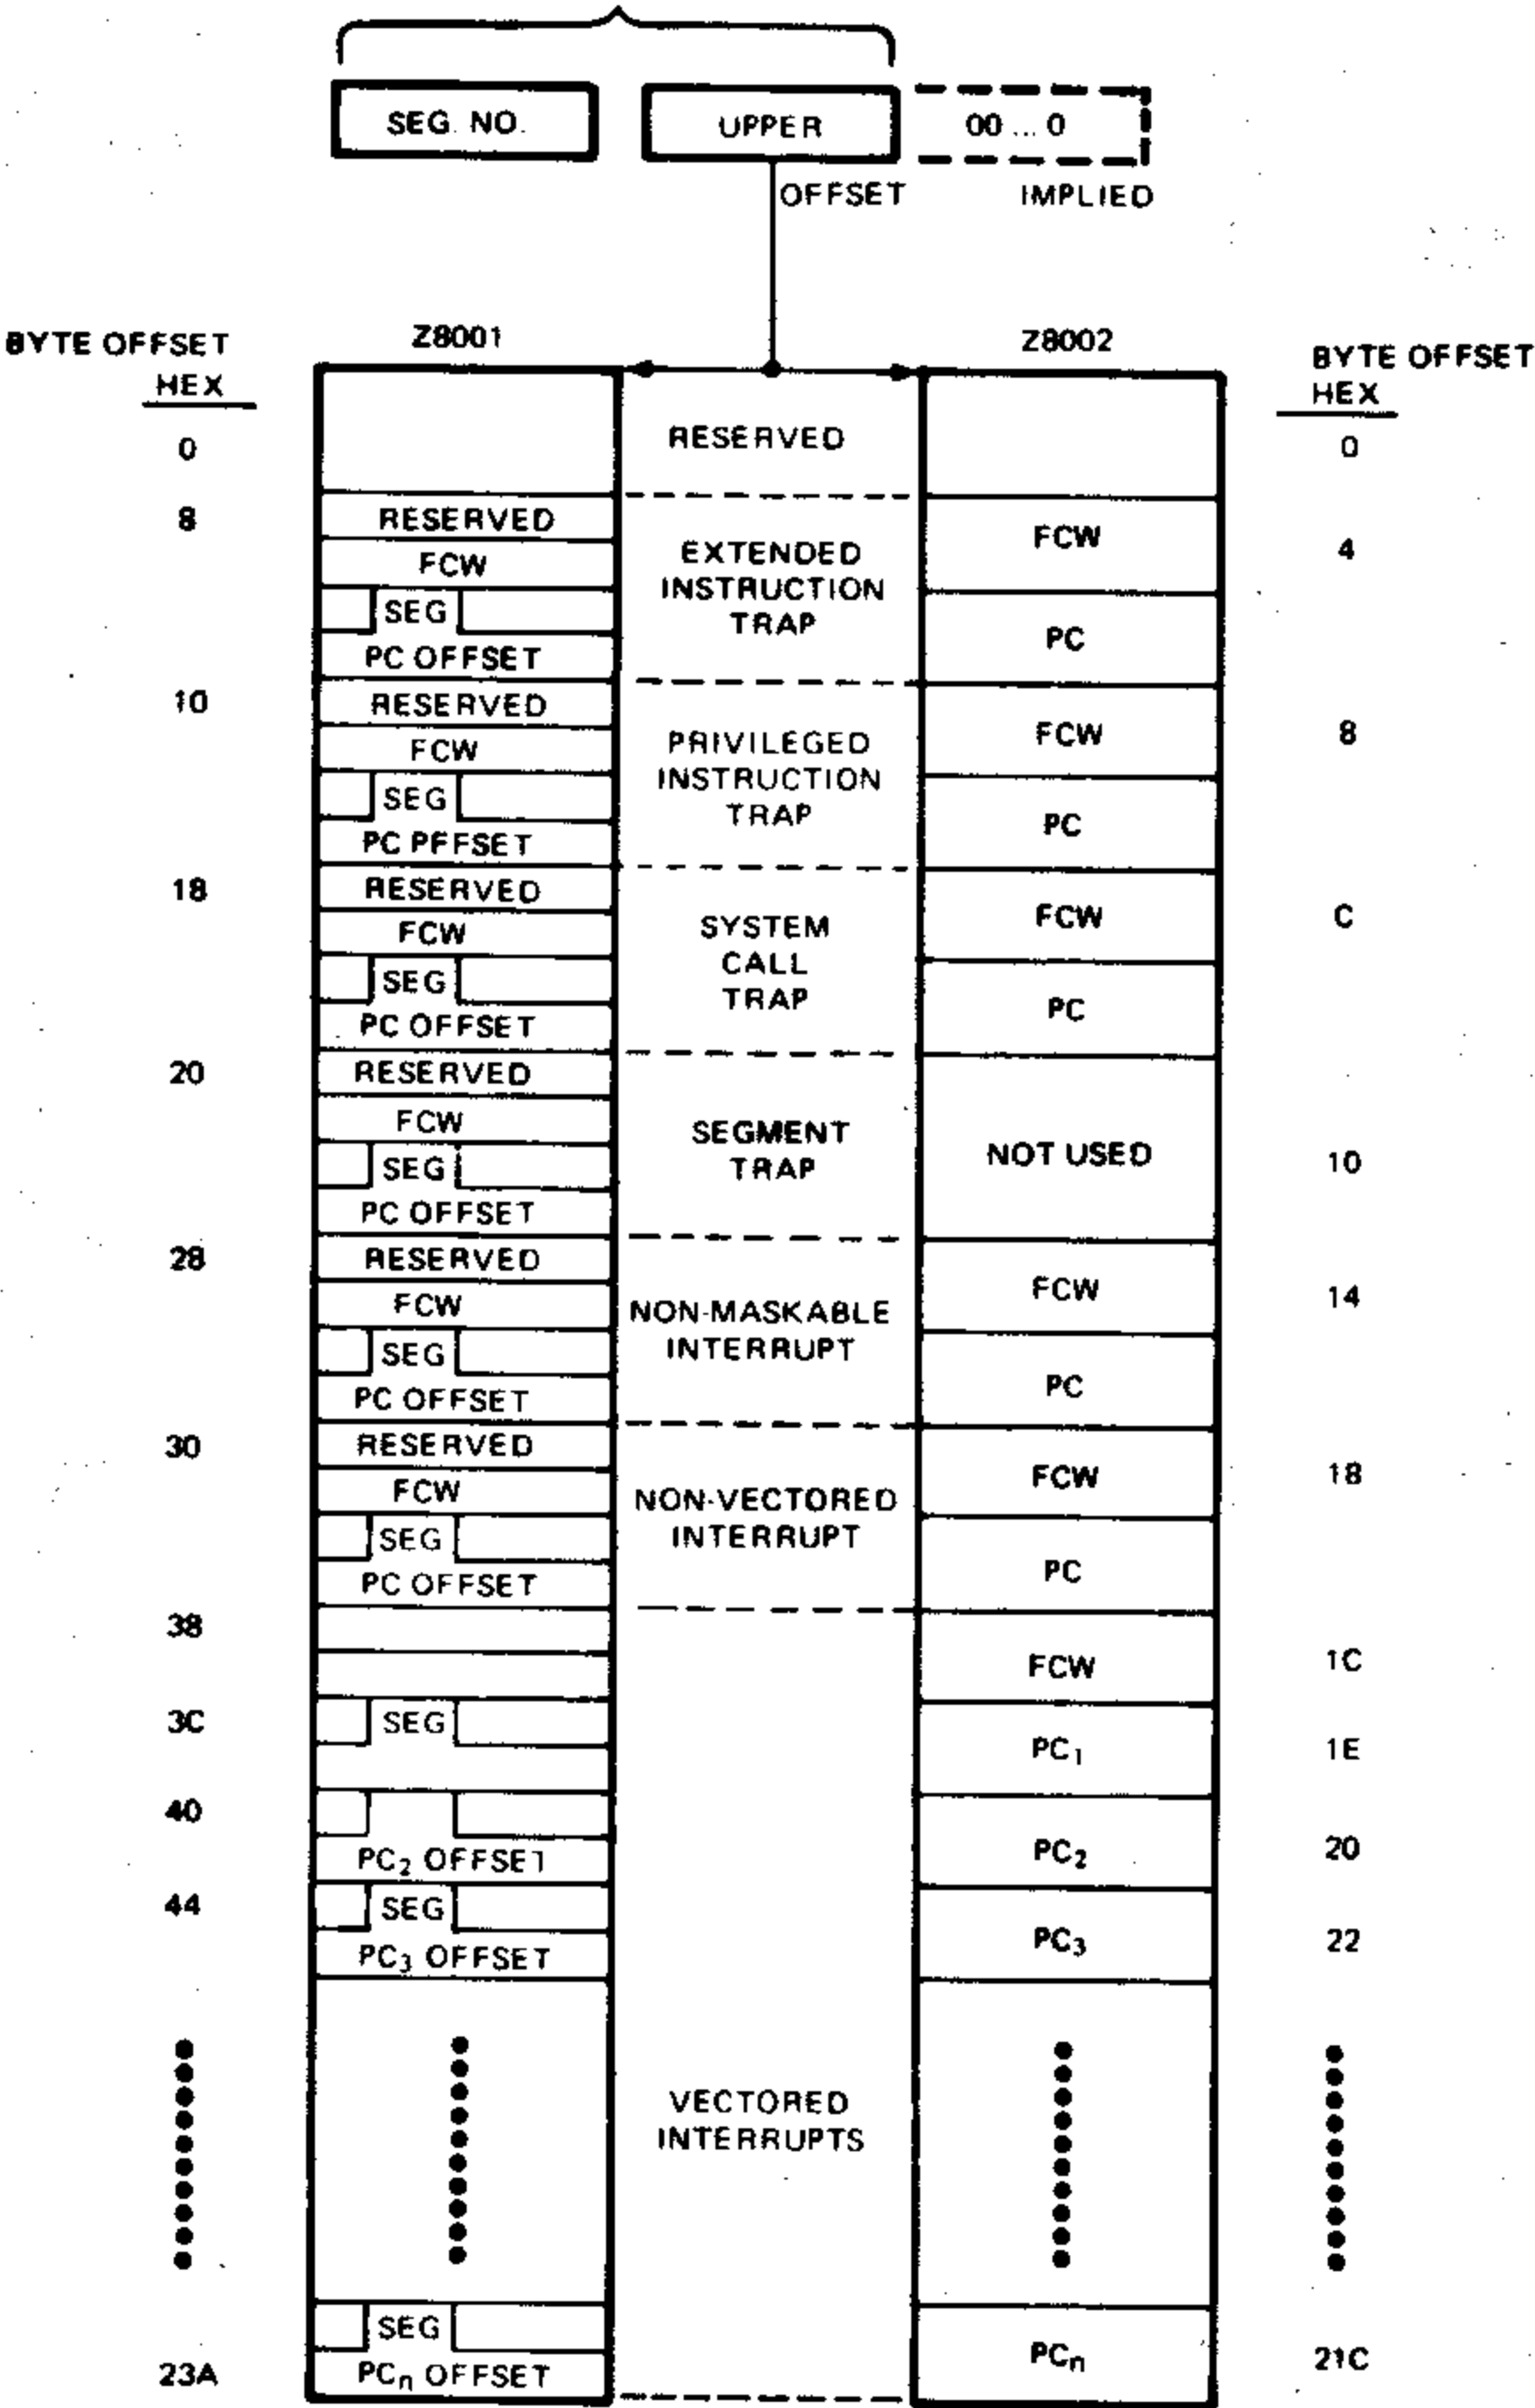 SEG. NO. UPPER 00 ... 0
OFFSET IMPLIED
BYTE OFFSET
HEX
Z8001
Z8002
BYTE OFFSET
HEX
0 RESERVED 0
8 RESERVED
FCW
SEG
PC OFFSET
EXTENDED
INSTRUCTION
TRAP
FCW 4
PC
10 RESERVED
FCW
SEG
PC PFFSET
PRIVILEGED
INSTRUCTION
TRAP
FCW 8
PC
18 RESERVED
FCW
SEG
PC OFFSET
SYSTEM
CALL
TRAP
FCW C
PC
20 RESERVED
FCW
SEG
PC OFFSET
SEGMENT
TRAP
NOT USED 10
28 RESERVED
FCW
SEG
PC OFFSET
NON-MASKABLE
INTERRUPT
FCW 14
PC
30 RESERVED
FCW
SEG
PC OFFSET
NON-VECTORED
INTERRUPT
FCW 18
PC
38
FCW 1C
3C SEG
PC1 1E
40
PC2 OFFSET
PC2 20
44 SEG
PC3 OFFSET
PC3 22
VECTORED
INTERRUPTS
SEG
23A PCn OFFSET
PCn 21C